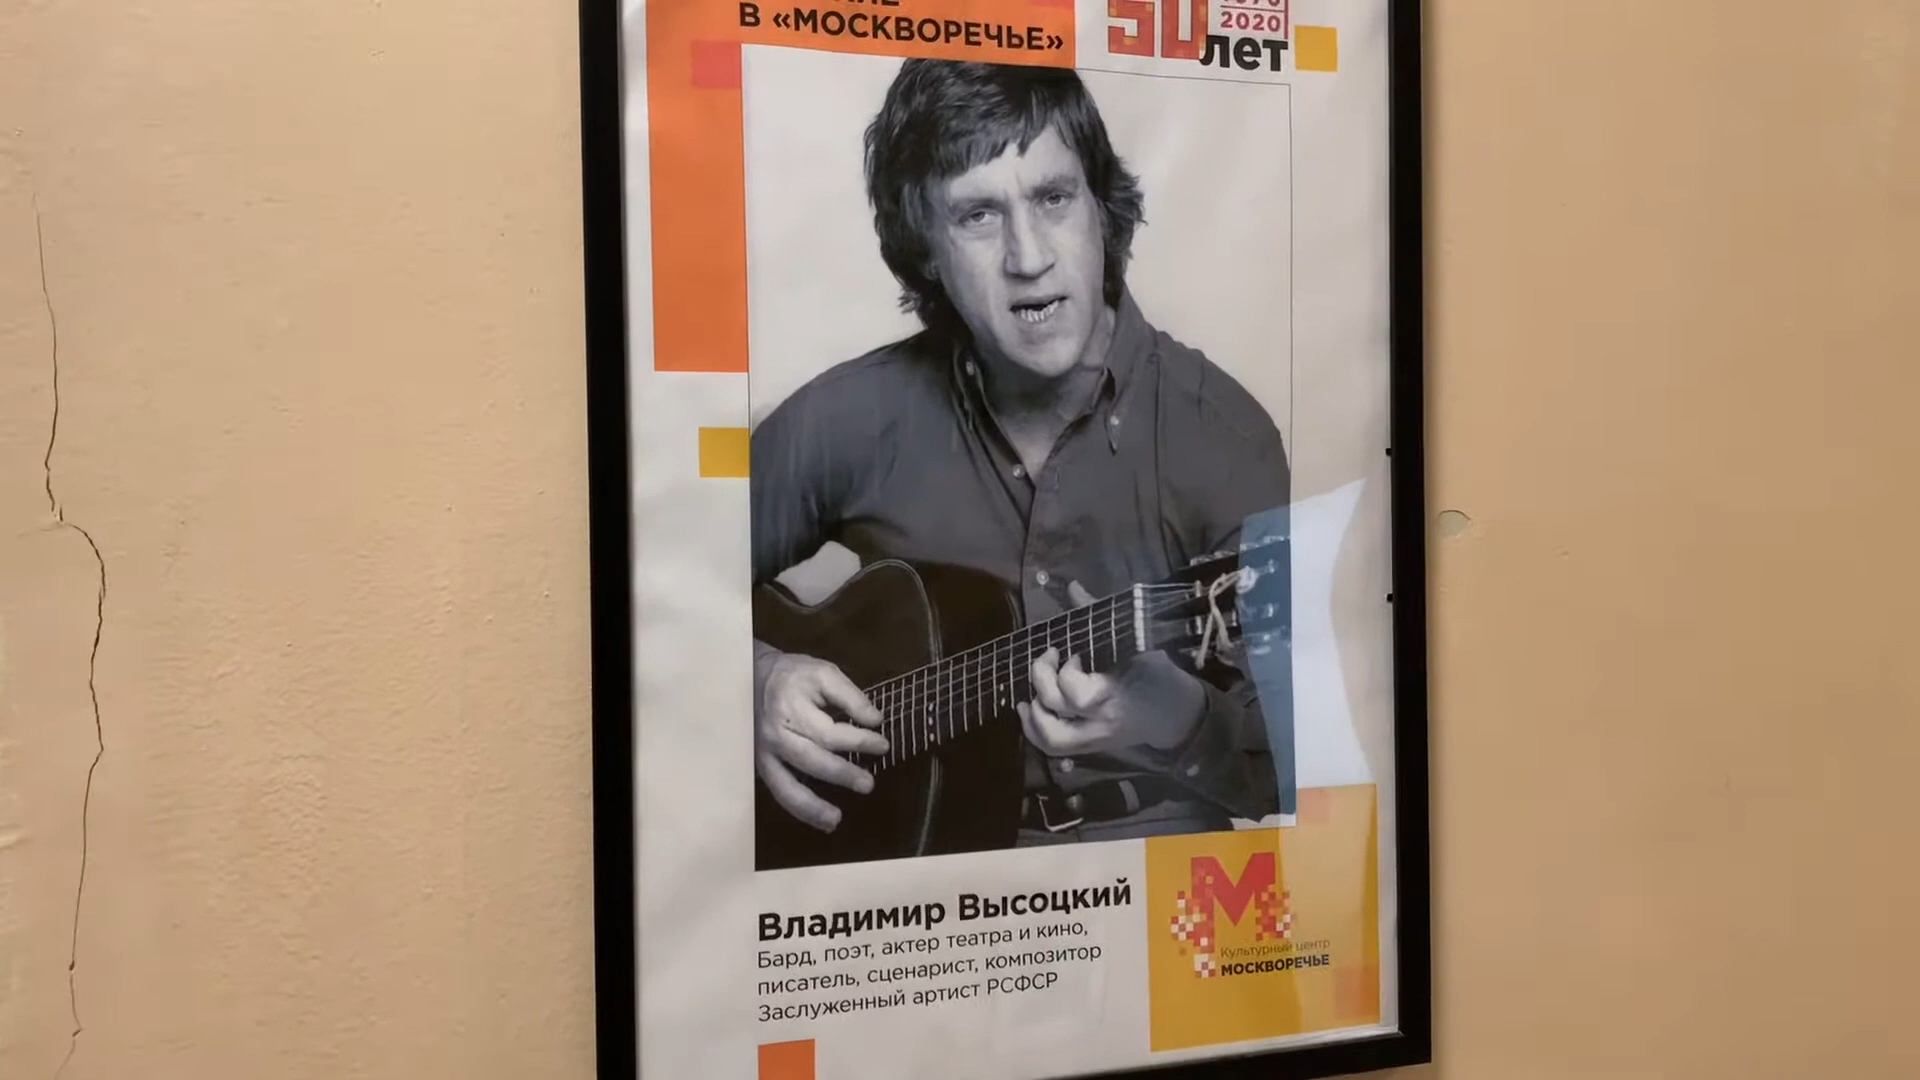 В «МОСКВОРЕЧЬЕ»
50
2020
лет
Владимир Высоцкий
Бард, поэт, актер театра и кино,
писатель, сценарист, композитор
Заслуженный артист РСФСР
М
Культурный центр
МОСКВОРЕЧЬЕ